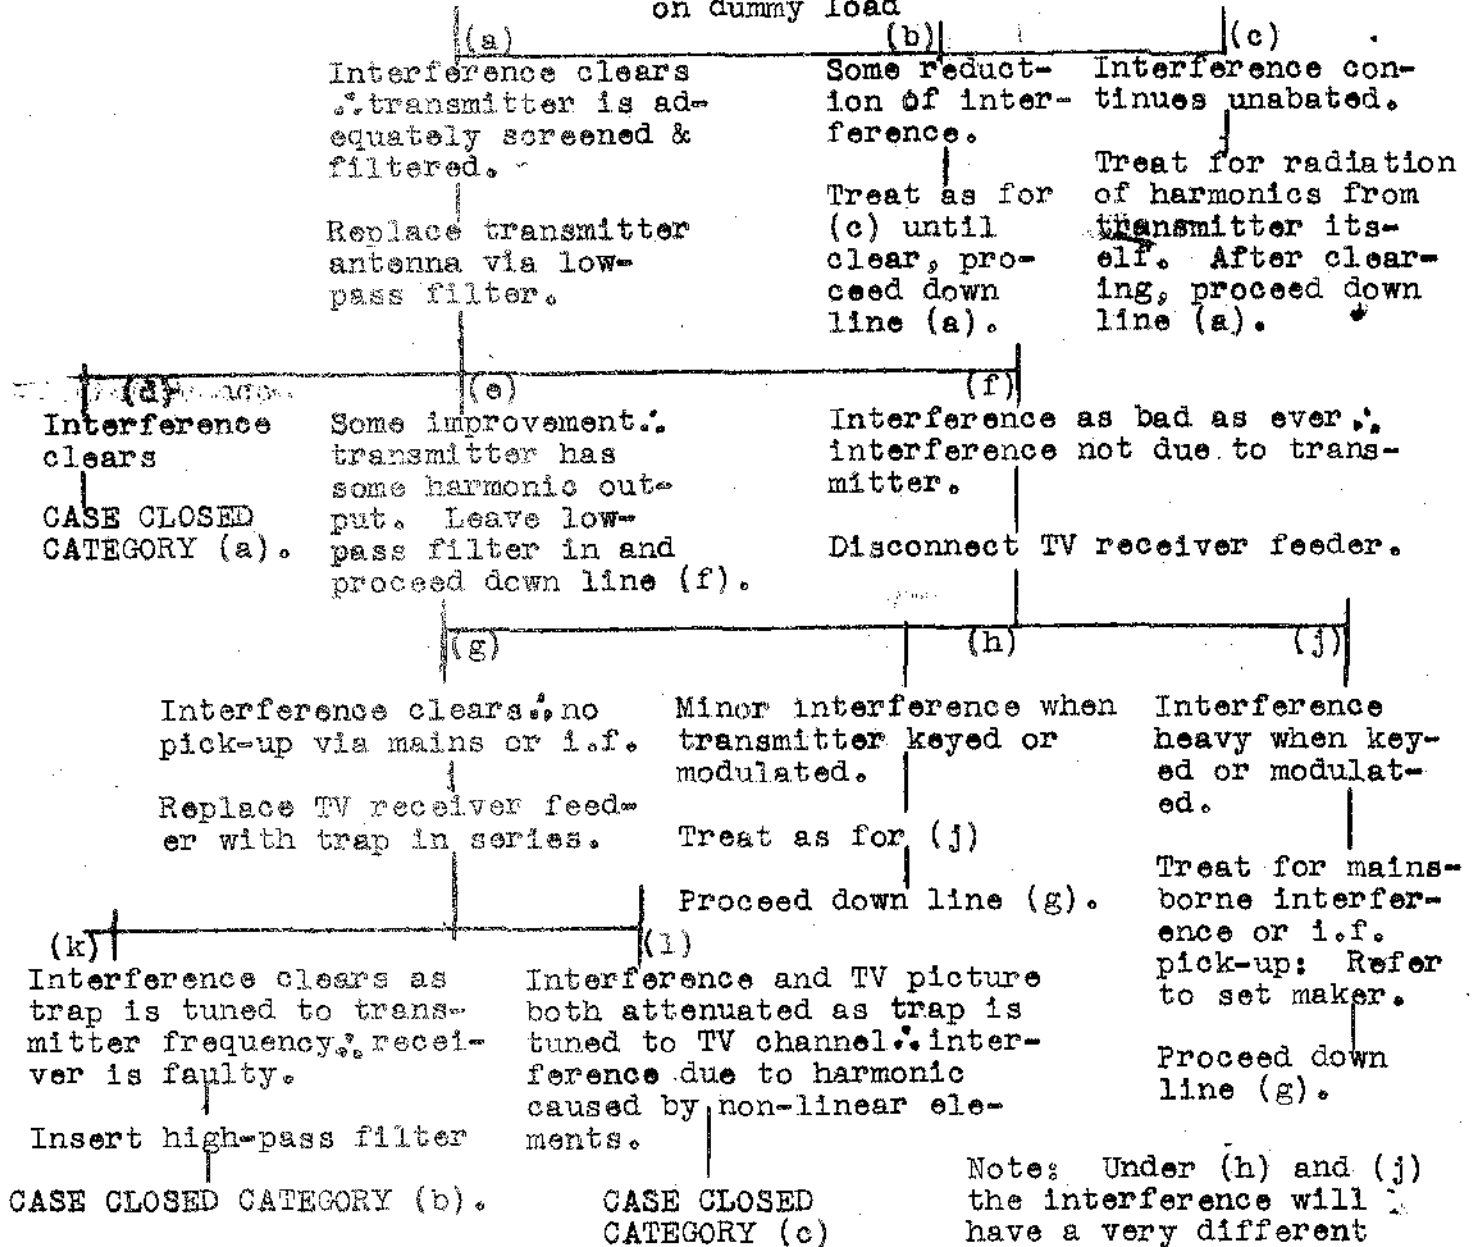 on dummy load
(a)
(b)
(c)
Interference clears
∴transmitter is ad-
equately screened &
filtered.
Replace transmitter
antenna via low-
pass filter.
Some reduct-
ion of inter-
ference.
Treat as for
(c) until
clear, pro-
ceed down
line (a).
Interference con-
tinues unabated.
Treat for radiation
of harmonics from
transmitter its-
elf. After clear-
ing, proceed down
line (a).
(d)
(e)
(f)
Interference
clears
CASE CLOSED
CATEGORY (a).
Some improvement∴
transmitter has
some harmonic out-
put. Leave low-
pass filter in and
proceed down line (f).
Interference as bad as ever∴
interference not due to trans-
mitter.
Disconnect TV receiver feeder.
(g)
(h)
(j)
Interference clears∴no
pick-up via mains or i.f.
Replace TV receiver feed-
er with trap in series.
Minor interference when
transmitter keyed or
modulated.
Treat as for (j)
Proceed down line (g).
Interference
heavy when key-
ed or modulat-
ed.
Treat for mains-
borne interfer-
ence or i.f.
pick-up: Refer
to set maker.
Proceed down
line (g).
(k)
(l)
Interference clears as
trap is tuned to trans-
mitter frequency∴recei-
ver is faulty.
Insert high-pass filter
CASE CLOSED CATEGORY (b).
Interference and TV picture
both attenuated as trap is
tuned to TV channel∴inter-
ference due to harmonic
caused by non-linear ele-
ments.
CASE CLOSED
CATEGORY (c)
Note: Under (h) and (j)
the interference will
have a very different